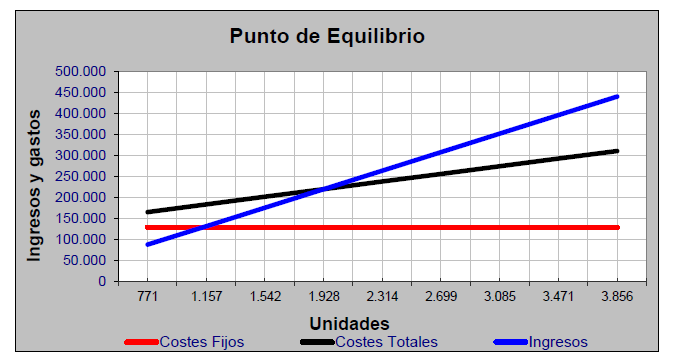 Punto de Equilibrio
Ingresos y gastos
500.000
450.000
400.000
350.000
300.000
250.000
200.000
150.000
100.000
50.000
0
771 1.157 1.542 1.928 2.314 2.699 3.085 3.471 3.856
Unidades
Costes Fijos Costes Totales Ingresos